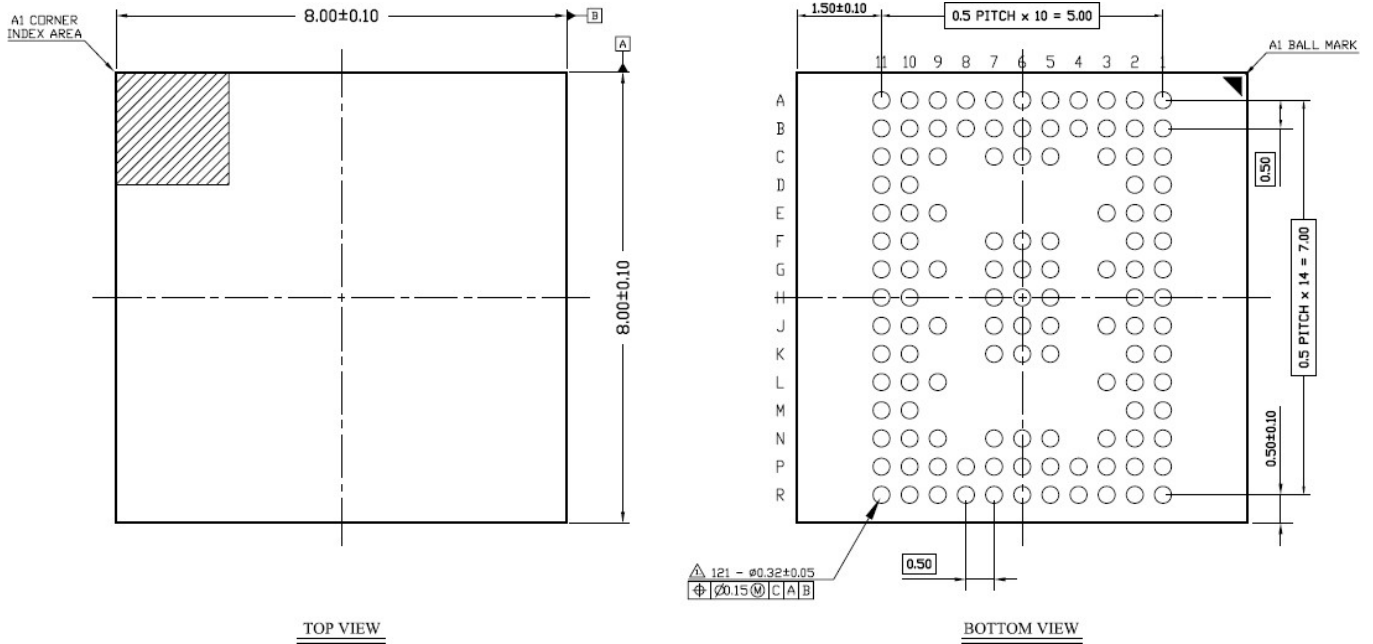 A1 CORNER
INDEX AREA
8.00±0.10
B
A
8.00±0.10
TOP VIEW
1.50±0.10
0.5 PITCH x 10 = 5.00
A1 BALL MARK
11 10 9 8 7 6 5 4 3 2 1
A
B
C
D
E
F
G
H
J
K
L
M
N
P
R
0.50
0.5 PITCH x 14 = 7.00
0.50±0.10
0.50
1 121 - ⌀0.32±0.05
⌖ ⌀0.15 Ⓜ C A B
BOTTOM VIEW